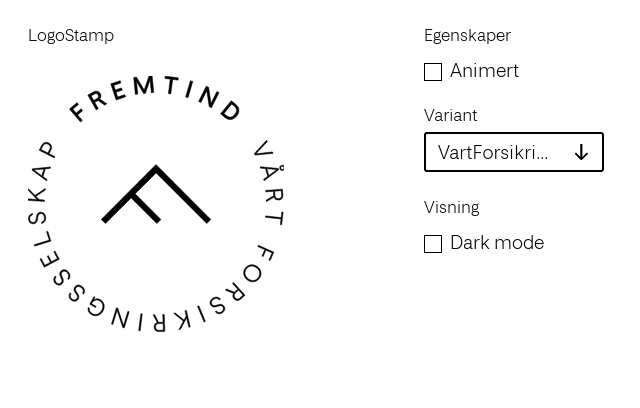 LogoStamp
FREMTIND
VÅRT FORSIKRINGSSELSKAP
Egenskaper
Animert
Variant
VartForsikri...
Visning
Dark mode